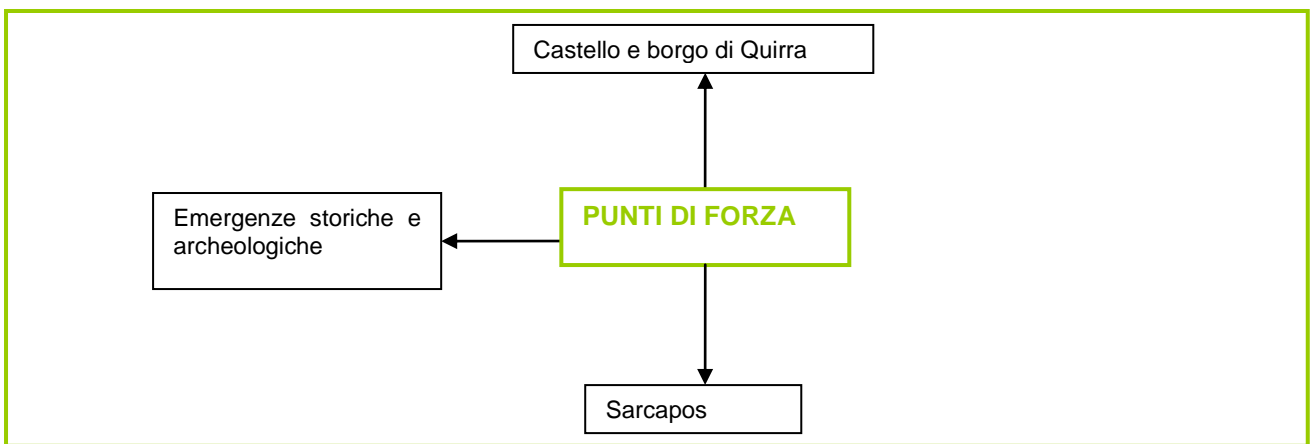 Castello e borgo di Quirra
PUNTI DI FORZA
Emergenze storiche e
archeologiche
Sarcapos